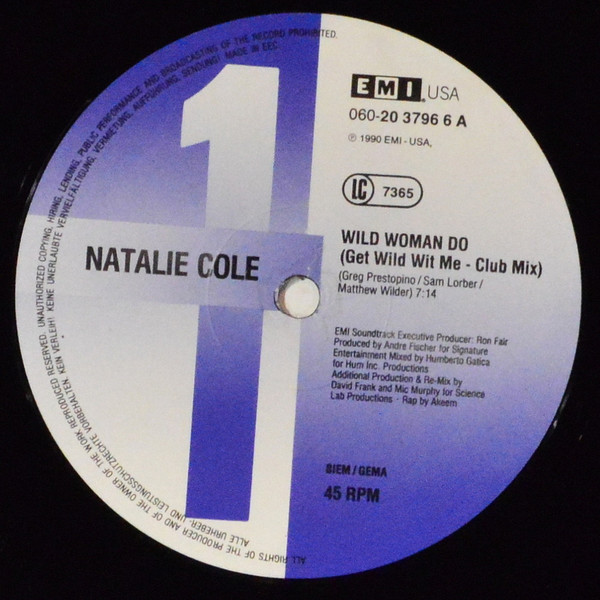 1
EMI. USA
060-20 3796 6 A
℗ 1990 EMI - USA,
LC 7365
NATALIE COLE
WILD WOMAN DO
(Get Wild Wit Me - Club Mix)
(Greg Prestopino / Sam Lorber /
Matthew Wilder) 7:14
EMI Soundtrack Executive Producer: Ron Fair
Produced by Andre Fischer for Signature
Entertainment Mixed by Humberto Gatica
for Hum Inc. Productions
Additional Production & Re-Mix by
David Frank and Mic Murphy for Science
Lab Productions - Rap by Akeem
BIEM / GEMA
45 RPM
ALL RIGHTS OF THE PRODUCER AND OF THE OWNER OF THE WORK REPRODUCED RESERVED. UNAUTHORIZED COPYING, HIRING, LENDING, PUBLIC PERFORMANCE AND BROADCASTING OF THE RECORD PROHIBITED.
ALLE URHEBER- UND LEISTUNGSSCHUTZRECHTE VORBEHALTEN. KEIN VERLEIH! KEINE UNERLAUBTE VERVIELFÄLTIGUNG, VERMIETUNG, AUFFÜHRUNG, SENDUNG! MADE IN EEC